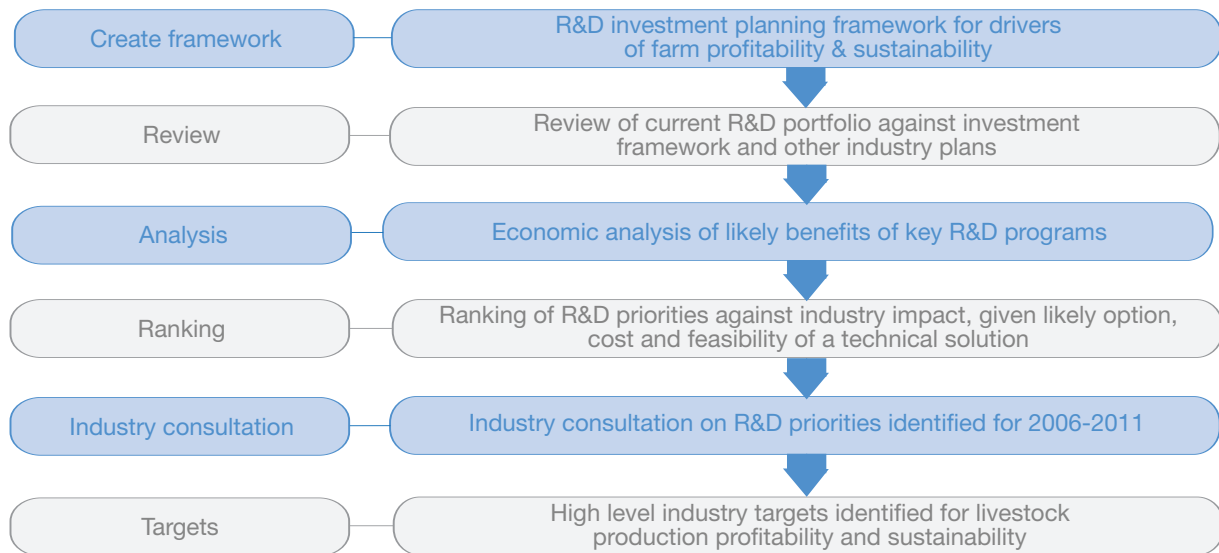 Create framework
R&D investment planning framework for drivers
of farm profitability & sustainability
Review
Review of current R&D portfolio against investment
framework and other industry plans
Analysis
Economic analysis of likely benefits of key R&D programs
Ranking
Ranking of R&D priorities against industry impact, given likely option,
cost and feasibility of a technical solution
Industry consultation
Industry consultation on R&D priorities identified for 2006-2011
Targets
High level industry targets identified for livestock
production profitability and sustainability